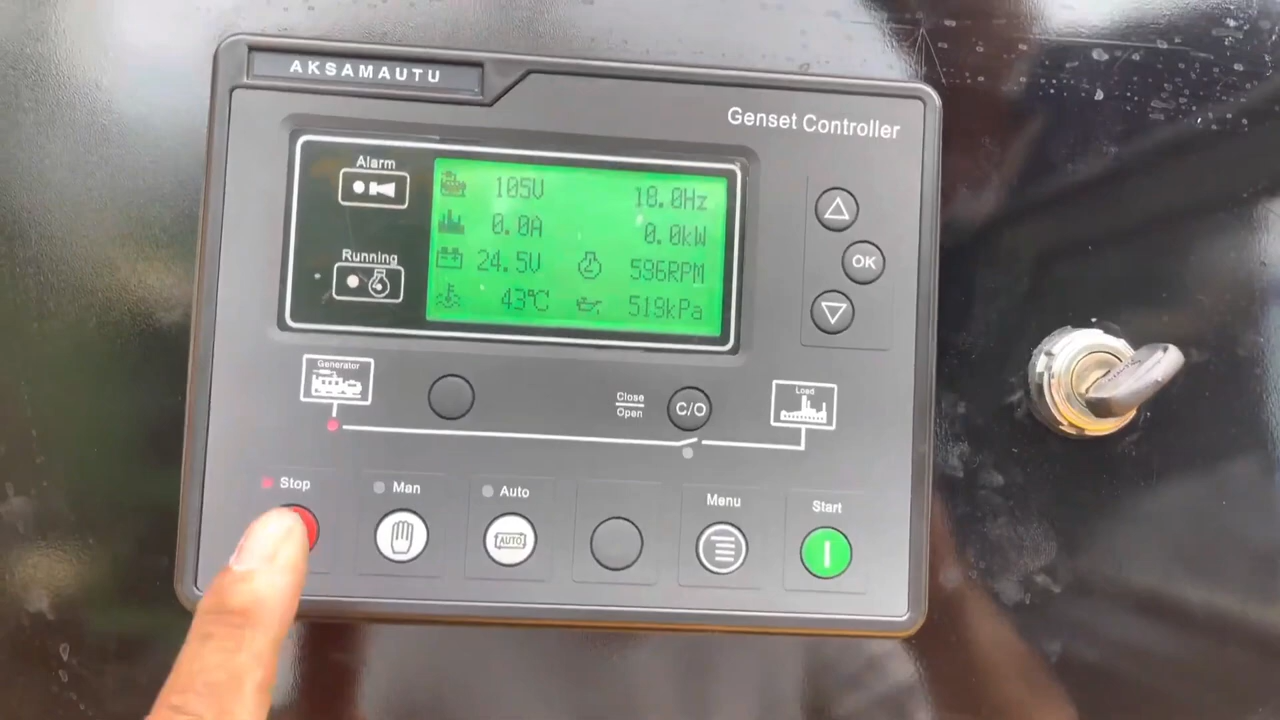 AKSAMAUTU
Genset Controller
Alarm
Running
105V 18.0Hz
0.0A 0.0kW
24.5V 596RPM
43°C 519kPa
OK
Generator
Close
Open
C/O
Load
Stop
Man
Auto
AUTO
Menu
Start